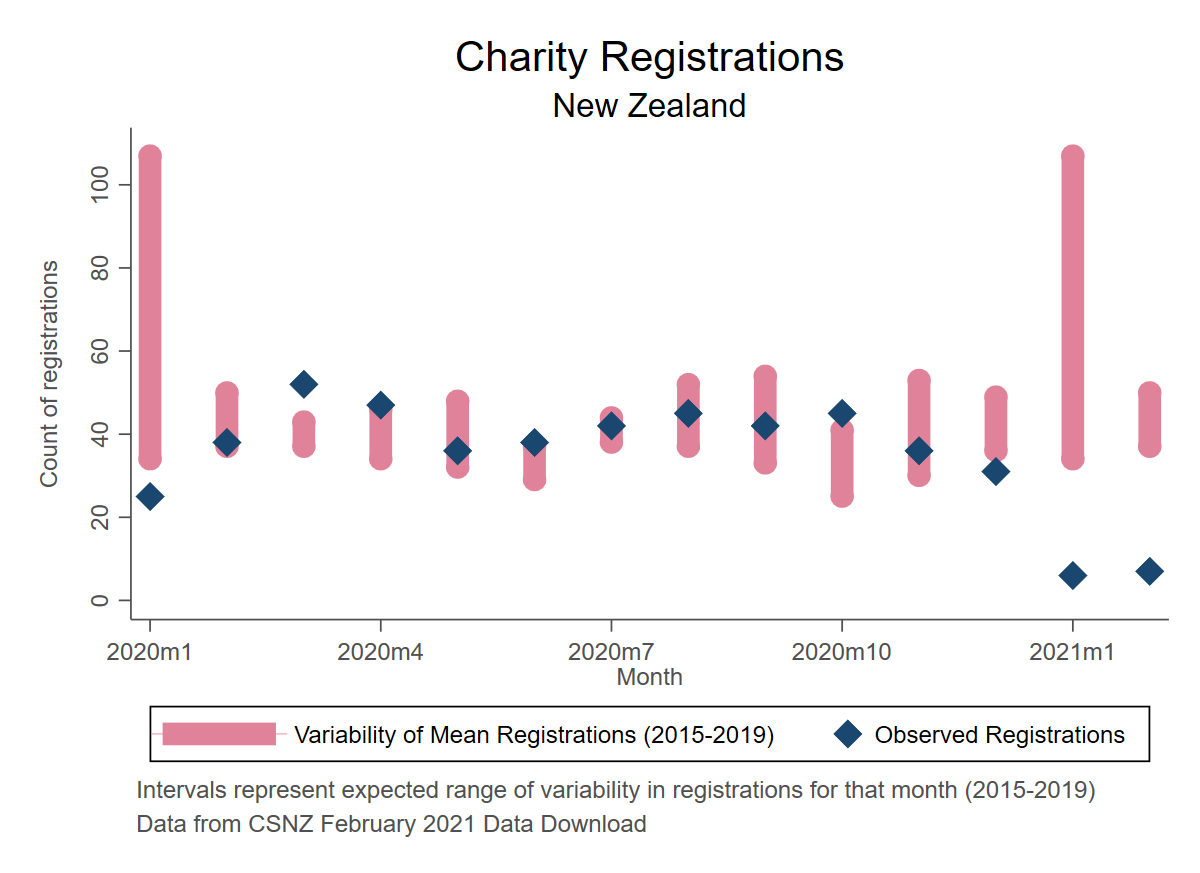 Charity Registrations
New Zealand
Count of registrations
100
80
60
40
20
0
2020m1 2020m4 2020m7 2020m10 2021m1
Month
Variability of Mean Registrations (2015-2019) Observed Registrations
Intervals represent expected range of variability in registrations for that month (2015-2019)
Data from CSNZ February 2021 Data Download